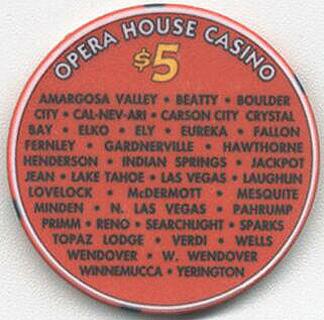 OPERA HOUSE CASINO
$5
AMARGOSA VALLEY • BEATTY • BOULDER
CITY • CAL-NEV-ARI • CARSON CITY CRYSTAL
BAY • ELKO • ELY • EUREKA • FALLON
FERNLEY • GARDNERVILLE • HAWTHORNE
HENDERSON • INDIAN SPRINGS • JACKPOT
JEAN • LAKE TAHOE • LAS VEGAS • LAUGHLIN
LOVELOCK • McDERMOTT • MESQUITE
MINDEN • N. LAS VEGAS • PAHRUMP
PRIMM • RENO • SEARCHLIGHT • SPARKS
TOPAZ LODGE • VERDI • WELLS
WENDOVER • W. WENDOVER
WINNEMUCCA • YERINGTON